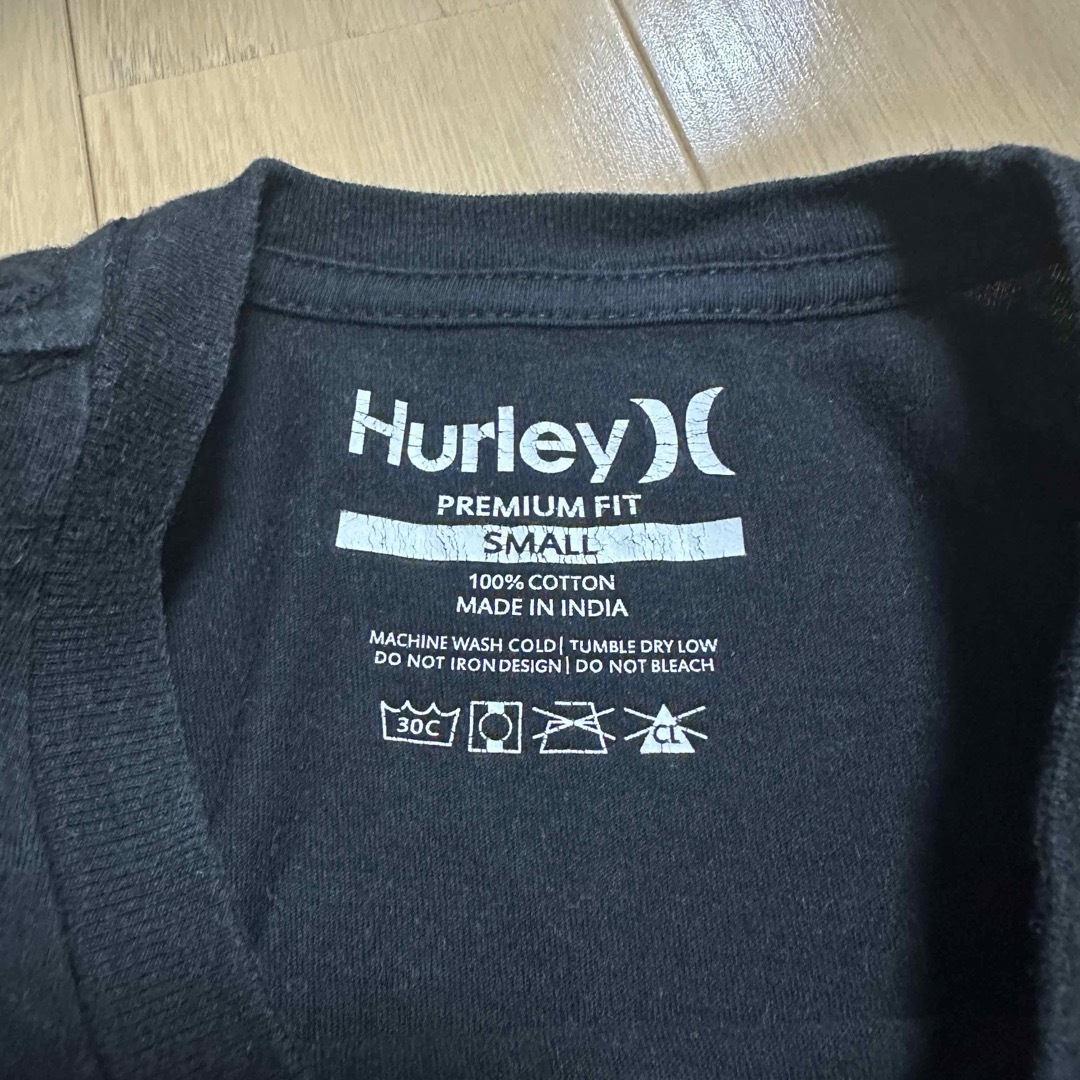 Hurley
PREMIUM FIT
SMALL
100% COTTON
MADE IN INDIA
MACHINE WASH COLD| TUMBLE DRY LOW
DO NOT IRON DESIGN| DO NOT BLEACH
30C CL